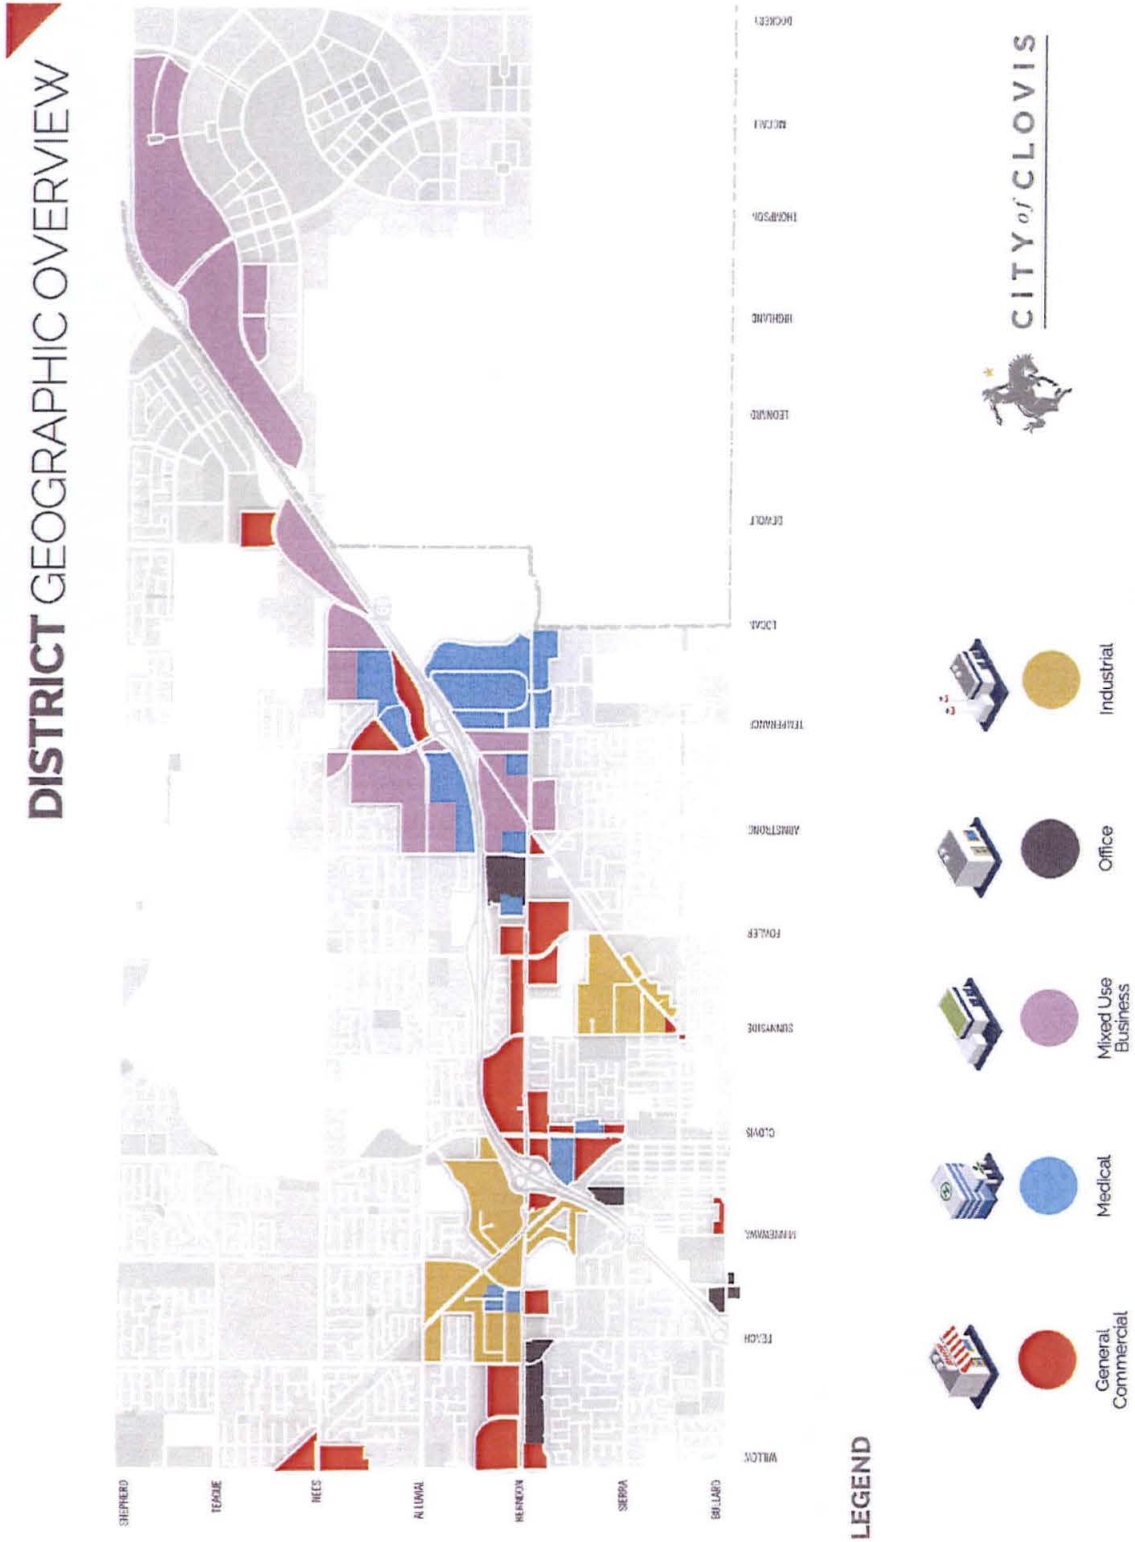 DISTRICT GEOGRAPHIC OVERVIEW
SHEPHERD
TEAGUE
NEES
ALLUVIAL
HERNDON
SIERRA
BULLARD
WILLOW
PEACH
MINNEWAWA
CLOVIS
SUNNYSIDE
FOWLER
ARMSTRONG
TEMPERANCE
LOCAN
DEWOLF
LEONARD
HIGHLAND
THOMPSON
MCCALL
DOCKERY
LEGEND
General
Commercial
Medical
Mixed Use
Business
Office
Industrial
CITY of CLOVIS